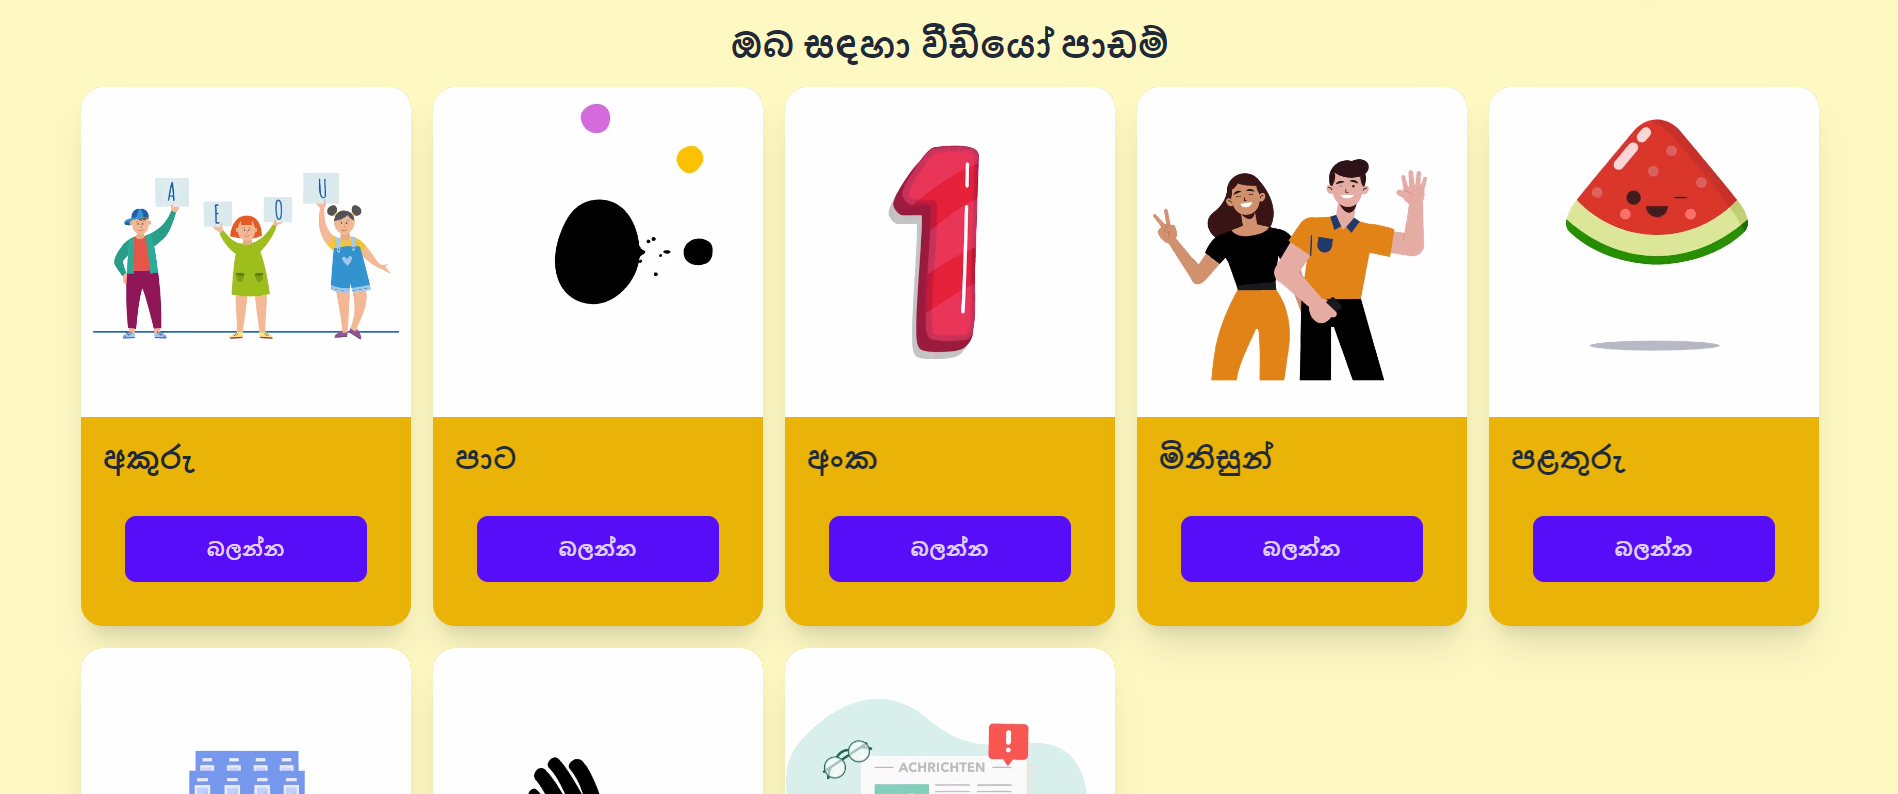 ඔබ සඳහා වීඩියෝ පාඩම්
A
E
O
U
1
අකුරු
පාට
අංක
මිනිසුන්
පළතුරු
බලන්න
බලන්න
බලන්න
බලන්න
බලන්න
!
ACHRICHTEN